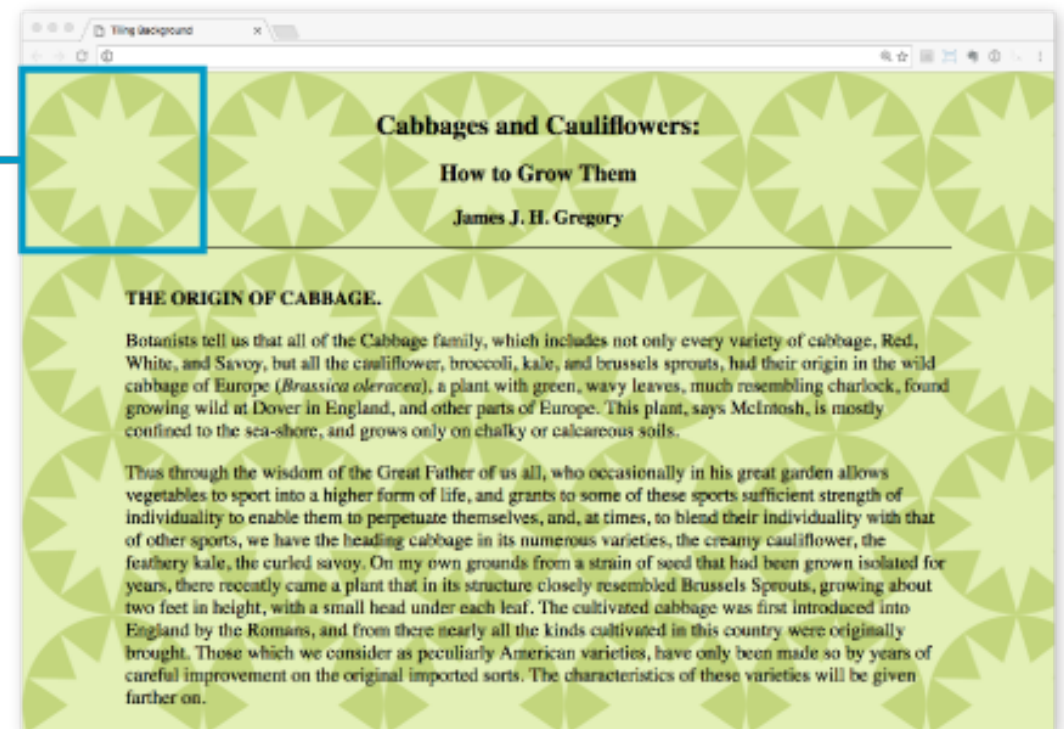 Tiling Background
Cabbages and Cauliflowers:
How to Grow Them
James J. H. Gregory
THE ORIGIN OF CABBAGE.
Botanists tell us that all of the Cabbage family, which includes not only every variety of cabbage, Red,
White, and Savoy, but all the cauliflower, broccoli, kale, and brussels sprouts, had their origin in the wild
cabbage of Europe (Brassica oleracea), a plant with green, wavy leaves, much resembling charlock, found
growing wild at Dover in England, and other parts of Europe. This plant, says McIntosh, is mostly
confined to the sea-shore, and grows only on chalky or calcareous soils.
Thus through the wisdom of the Great Father of us all, who occasionally in his great garden allows
vegetables to sport into a higher form of life, and grants to some of these sports sufficient strength of
individuality to enable them to perpetuate themselves, and, at times, to blend their individuality with that
of other sports, we have the heading cabbage in its numerous varieties, the creamy cauliflower, the
feathery kale, the curled savoy. On my own grounds from a strain of seed that had been grown isolated for
years, there recently came a plant that in its structure closely resembled Brussels Sprouts, growing about
two feet in height, with a small head under each leaf. The cultivated cabbage was first introduced into
England by the Romans, and from there nearly all the kinds cultivated in this country were originally
brought. Those which we consider as peculiarly American varieties, have only been made so by years of
careful improvement on the original imported sorts. The characteristics of these varieties will be given
farther on.